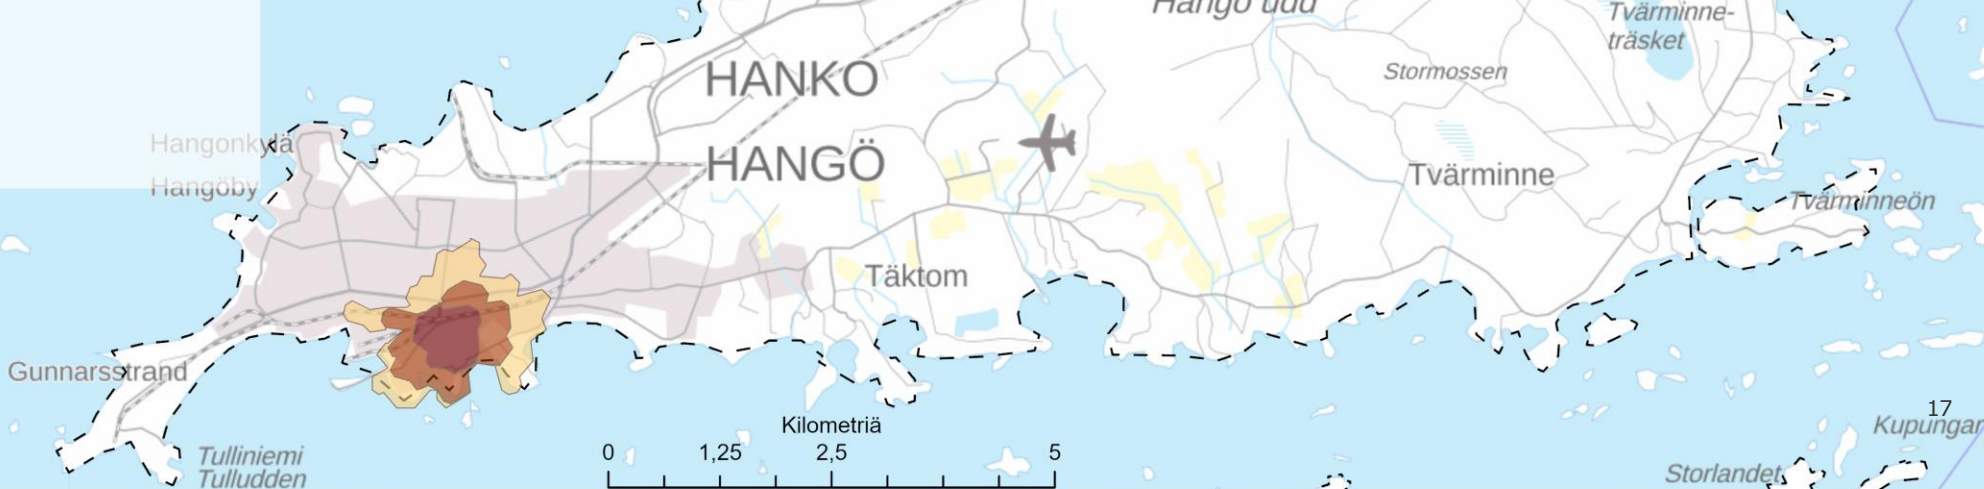 Hangö udd
Tvärminne-
träsket
HANKO
Stormossen
Hangonkylä
HANGÖ
Hangöby
Tvärminne
Tvärminneön
Täktom
Gunnarsstrand
17
Kilometriä
Kupungar
0 1,25 2,5 5
Tulliniemi
Tulludden
Storlandet